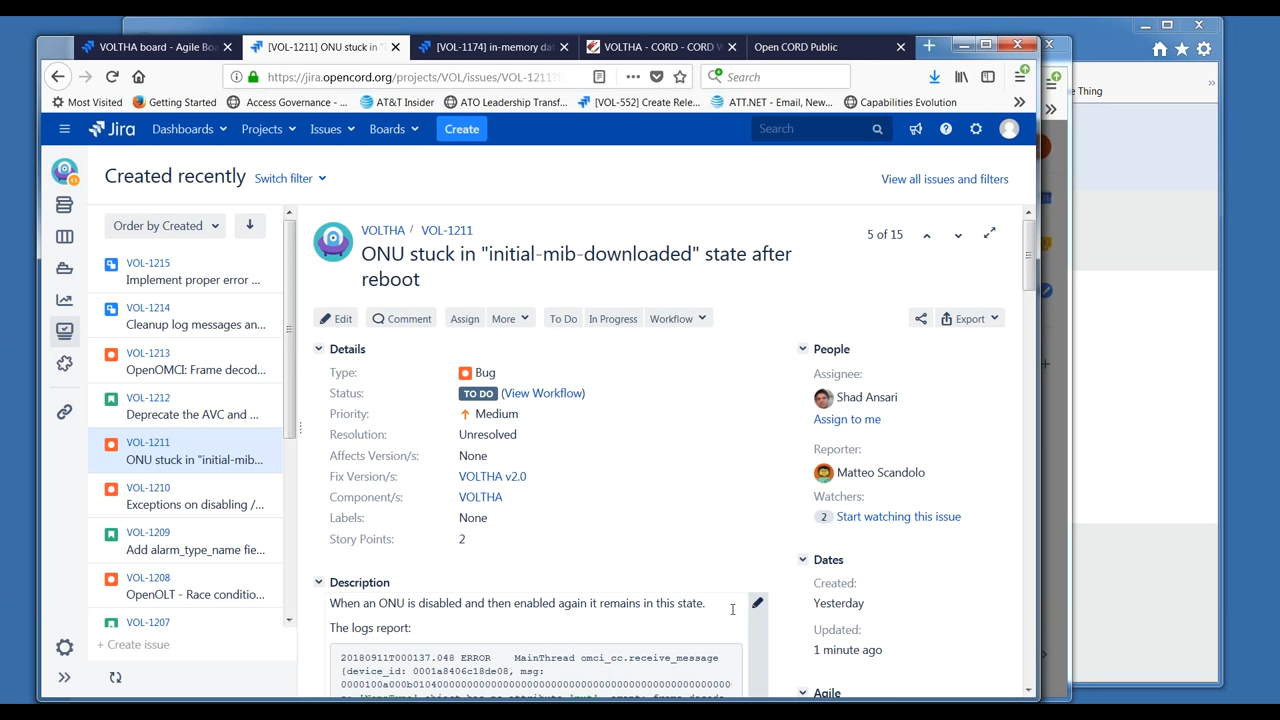 VOLTHA board - Agile Boa
[VOL-1211] ONU stuck in "i
[VOL-1174] in-memory dat
VOLTHA - CORD - CORD W
Open CORD Public
https://jira.opencord.org/projects/VOL/issues/VOL-1211?
Search
Most Visited
Getting Started
Access Governance - ...
AT&T Insider
ATO Leadership Transf...
[VOL-552] Create Rele...
ATT.NET - Email, New...
Capabilities Evolution
e Thing
Jira
Dashboards
Projects
Issues
Boards
Create
Search
Created recently
Switch filter
View all issues and filters
Order by Created
VOL-1215
Implement proper error ...
VOL-1214
Cleanup log messages an...
VOL-1213
OpenOMCI: Frame decod...
VOL-1212
Deprecate the AVC and ...
VOL-1211
ONU stuck in "initial-mib...
VOL-1210
Exceptions on disabling /...
VOL-1209
Add alarm_type_name fie...
VOL-1208
OpenOLT - Race conditio...
VOL-1207
+ Create issue
VOLTHA / VOL-1211
5 of 15
ONU stuck in "initial-mib-downloaded" state after
reboot
Edit
Comment
Assign
More
To Do
In Progress
Workflow
Export
Details
Type: Bug
Status: TO DO (View Workflow)
Priority: Medium
Resolution: Unresolved
Affects Version/s: None
Fix Version/s: VOLTHA v2.0
Component/s: VOLTHA
Labels: None
Story Points: 2
Description
When an ONU is disabled and then enabled again it remains in this state.
The logs report:
20180911T000137.048 ERROR MainThread omci_cc.receive_message
{device_id: 0001a8406c18de08, msg:
People
Assignee:
Shad Ansari
Assign to me
Reporter:
Matteo Scandolo
Watchers:
2 Start watching this issue
Dates
Created:
Yesterday
Updated:
1 minute ago
Agile